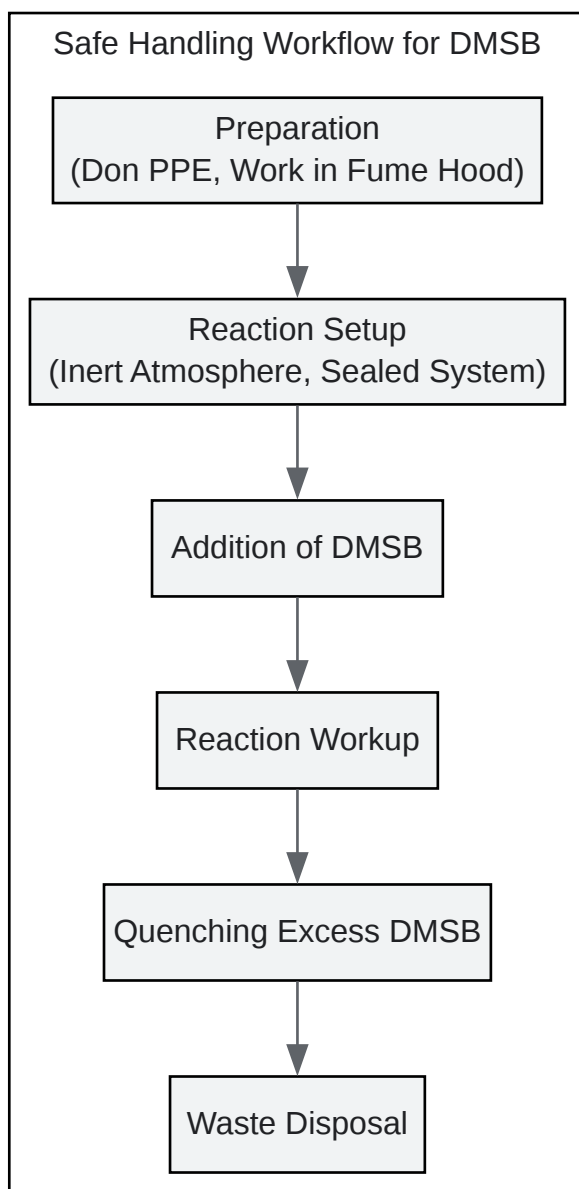 Safe Handling Workflow for DMSB
Preparation
(Don PPE, Work in Fume Hood)
Reaction Setup
(Inert Atmosphere, Sealed System)
Addition of DMSB
Reaction Workup
Quenching Excess DMSB
Waste Disposal